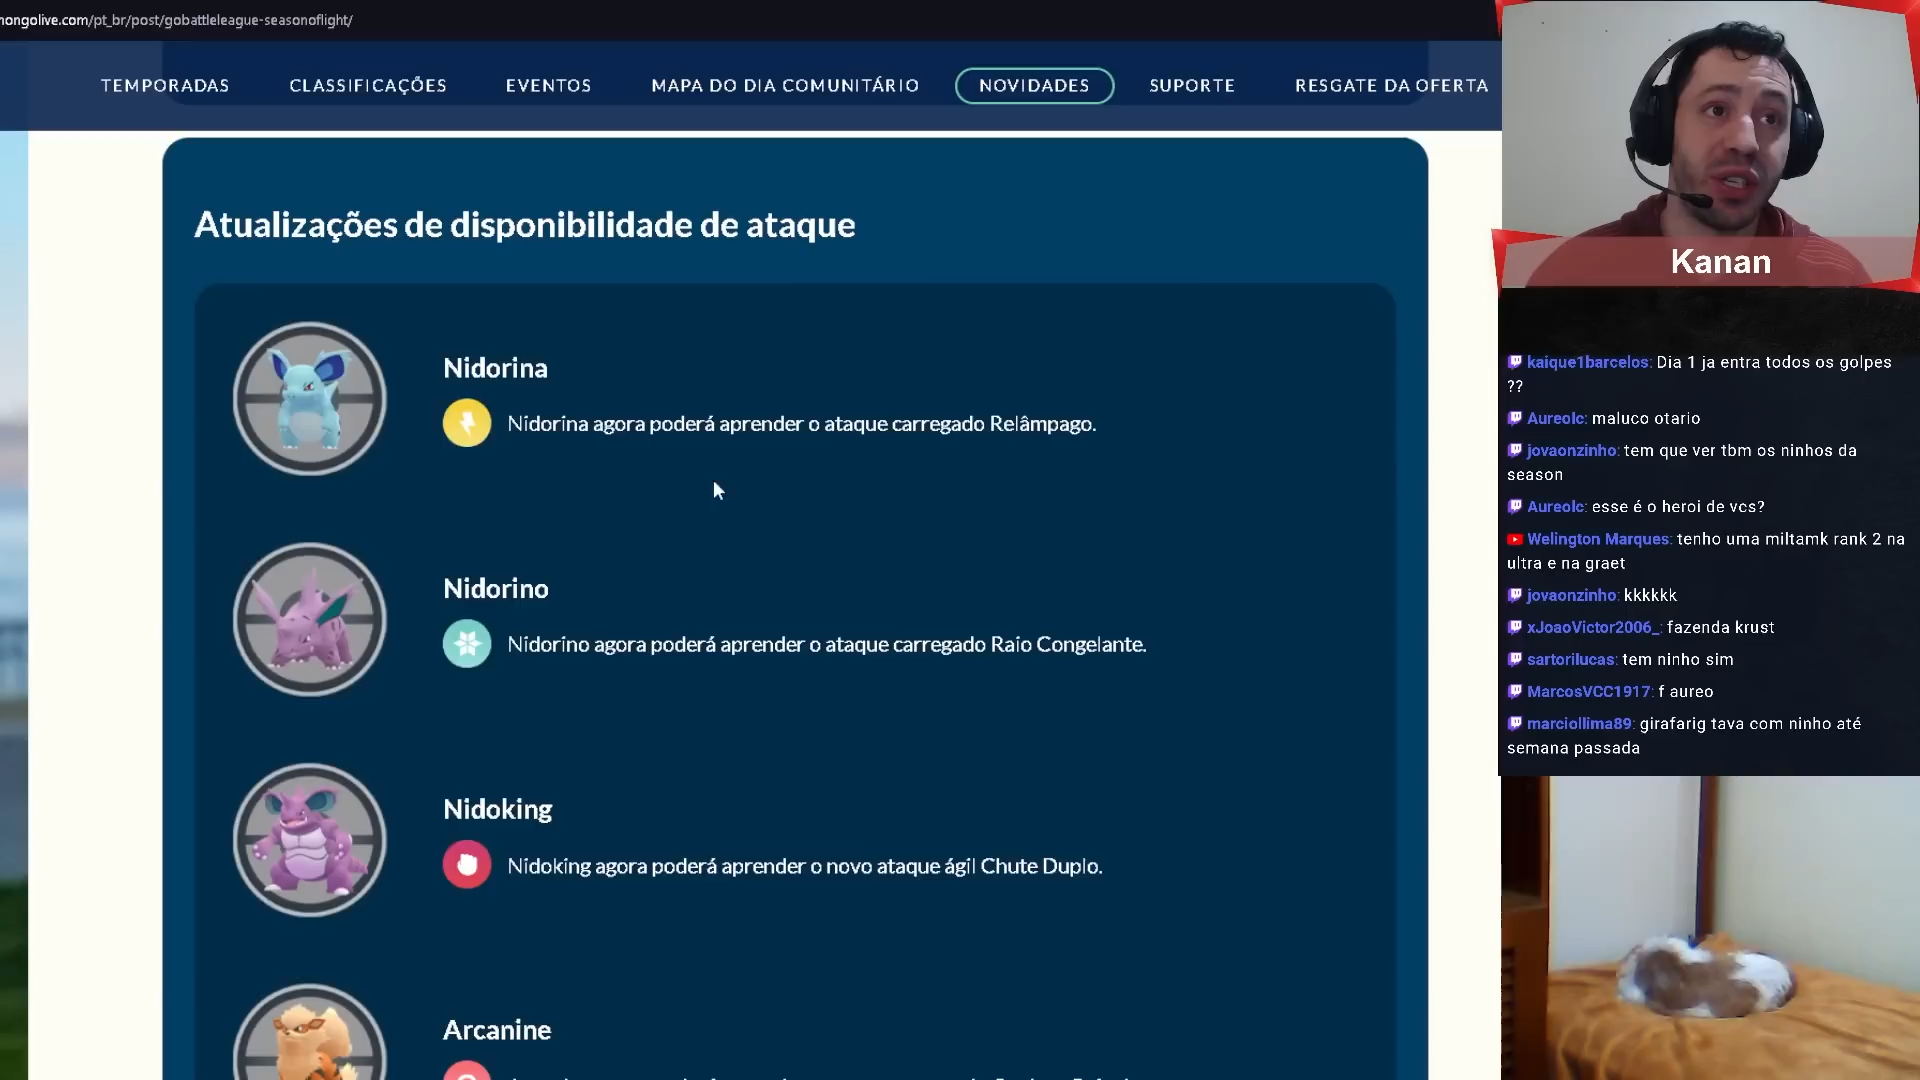 nongolive.com/pt_br/post/gobattleleague-seasonoflight/
TEMPORADAS
CLASSIFICAÇÕES
EVENTOS
MAPA DO DIA COMUNITÁRIO
NOVIDADES
SUPORTE
RESGATE DA OFERTA
Atualizações de disponibilidade de ataque
Nidorina
Nidorina agora poderá aprender o ataque carregado Relâmpago.
Nidorino
Nidorino agora poderá aprender o ataque carregado Raio Congelante.
Nidoking
Nidoking agora poderá aprender o novo ataque ágil Chute Duplo.
Arcanine
Kanan
kaique1barcelos: Dia 1 ja entra todos os golpes
??
Aureolc: maluco otario
jovaonzinho: tem que ver tbm os ninhos da
season
Aureolc: esse é o heroi de vcs?
Welington Marques: tenho uma miltamk rank 2 na
ultra e na graet
jovaonzinho: kkkkkk
xJoaoVictor2006_: fazenda krust
sartorilucas: tem ninho sim
MarcosVCC1917: f aureo
marciollima89: girafarig tava com ninho até
semana passada